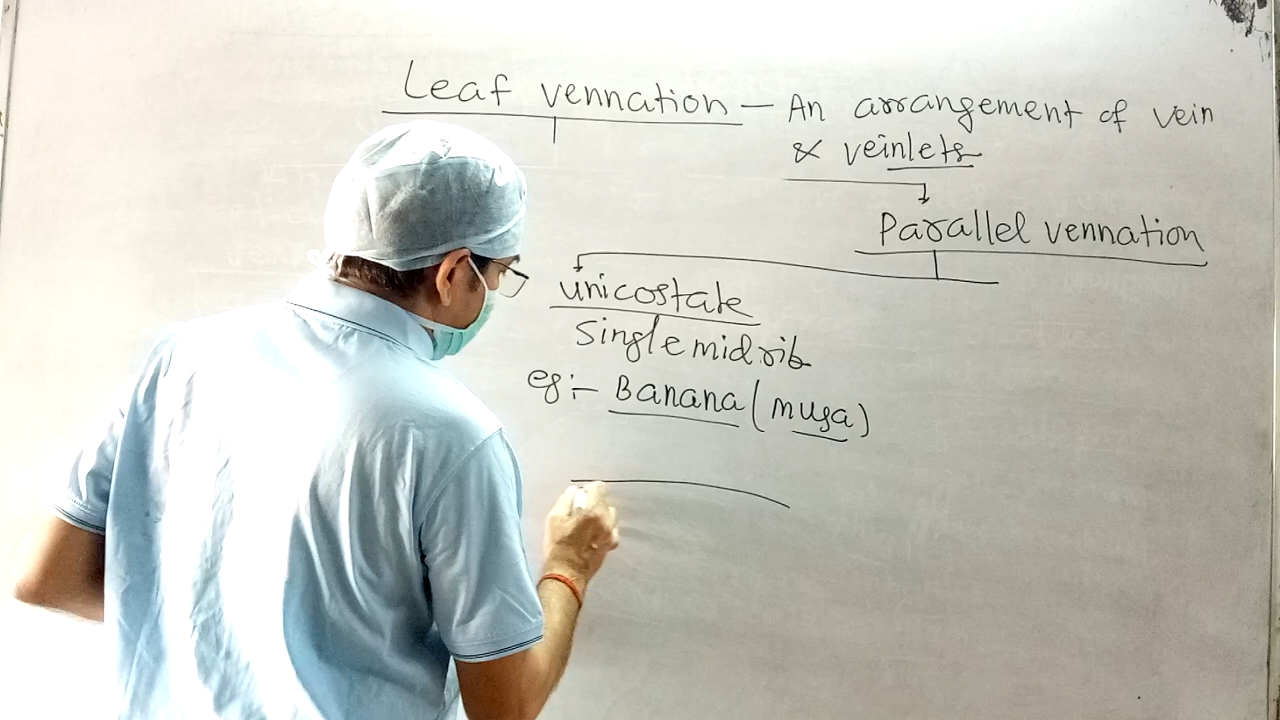 Leaf vennation — An arrangement of vein
& veinlets
Parallel vennation
unicostate
Single midrib
eg:- Banana (musa)